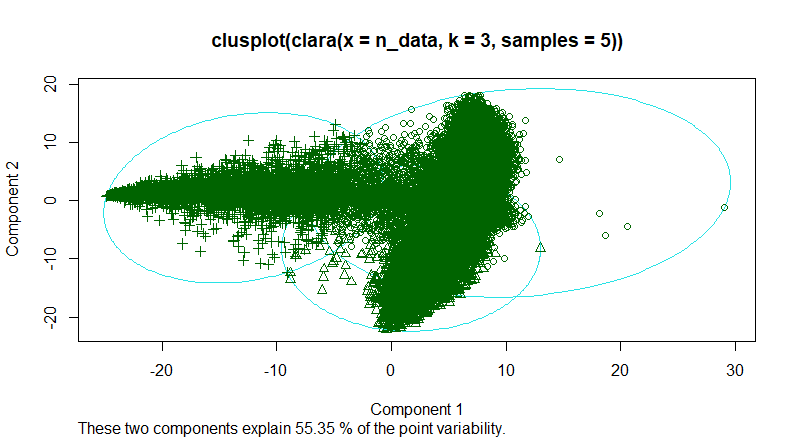 clusplot(clara(x = n_data, k = 3, samples = 5))
20
10
0
-10
-20
Component 2
-20
-10
0
10
20
30
Component 1
These two components explain 55.35 % of the point variability.